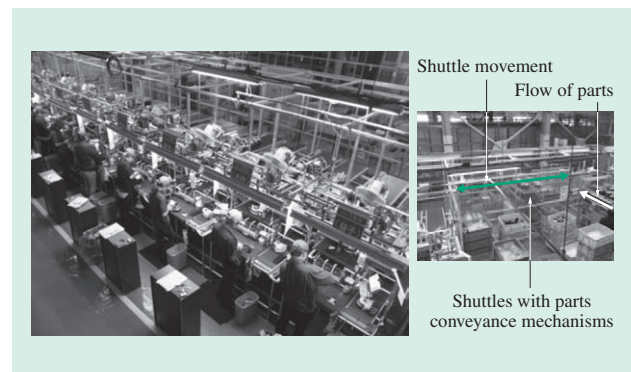 Shuttle movement
Flow of parts
Shuttles with parts
conveyance mechanisms